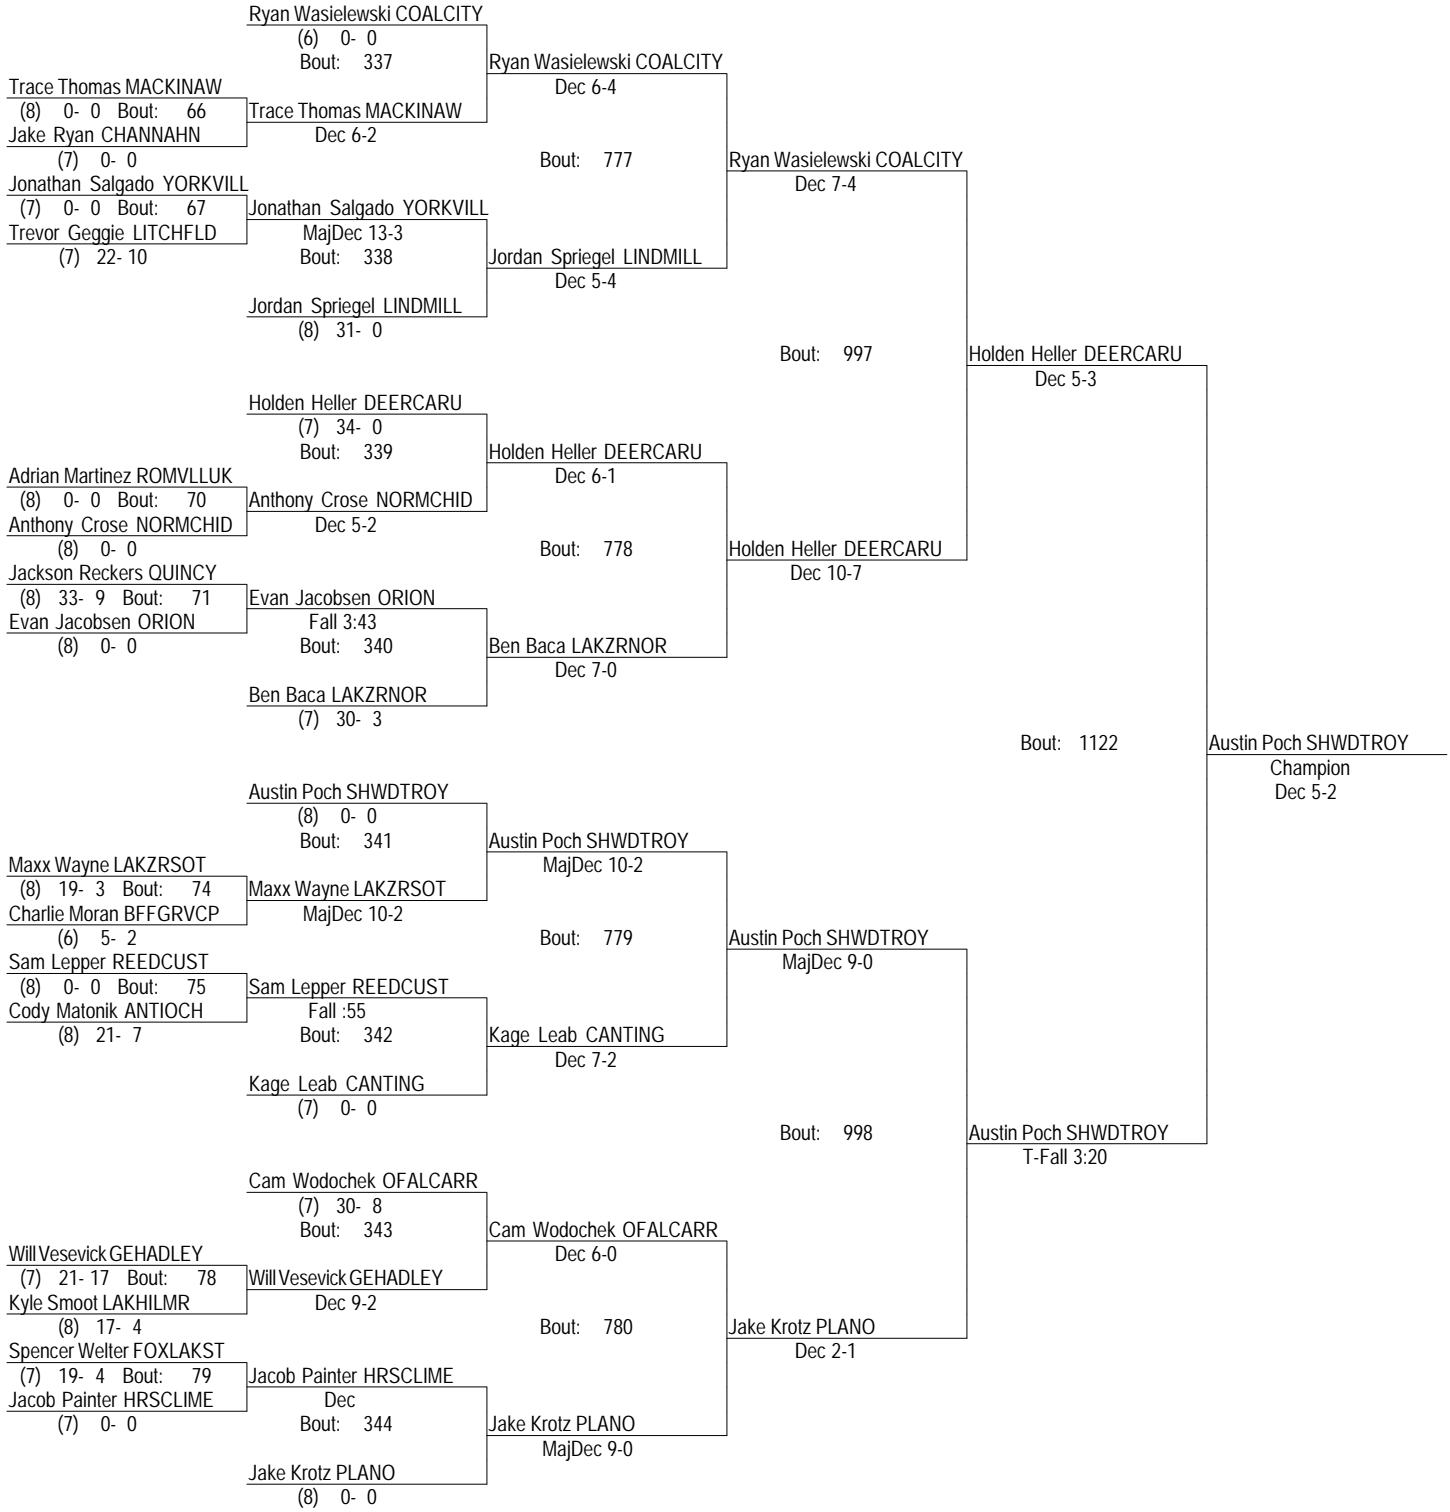 Ryan Wasielewski COALCITY
(6) 0- 0
Bout: 337
Ryan Wasielewski COALCITY
Dec 6-4
Trace Thomas MACKINAW
(8) 0- 0 Bout: 66
Trace Thomas MACKINAW
Dec 6-2
Jake Ryan CHANNAHN
(7) 0- 0
Bout: 777
Ryan Wasielewski COALCITY
Dec 7-4
Jonathan Salgado YORKVILL
(7) 0- 0 Bout: 67
Jonathan Salgado YORKVILL
MajDec 13-3
Trevor Geggie LITCHFLD
(7) 22- 10
Bout: 338
Jordan Spriegel LINDMILL
Dec 5-4
Jordan Spriegel LINDMILL
(8) 31- 0
Bout: 997
Holden Heller DEERCARU
Dec 5-3
Holden Heller DEERCARU
(7) 34- 0
Bout: 339
Holden Heller DEERCARU
Dec 6-1
Adrian Martinez ROMVLLUK
(8) 0- 0 Bout: 70
Anthony Crose NORMCHID
Dec 5-2
Anthony Crose NORMCHID
(8) 0- 0
Bout: 778
Holden Heller DEERCARU
Dec 10-7
Jackson Reckers QUINCY
(8) 33- 9 Bout: 71
Evan Jacobsen ORION
Fall 3:43
Evan Jacobsen ORION
(8) 0- 0
Bout: 340
Ben Baca LAKZRNOR
Dec 7-0
Ben Baca LAKZRNOR
(7) 30- 3
Bout: 1122
Austin Poch SHWDTROY
Champion
Dec 5-2
Austin Poch SHWDTROY
(8) 0- 0
Bout: 341
Austin Poch SHWDTROY
MajDec 10-2
Maxx Wayne LAKZRSOT
(8) 19- 3 Bout: 74
Maxx Wayne LAKZRSOT
MajDec 10-2
Charlie Moran BFFGRVCP
(6) 5- 2
Bout: 779
Austin Poch SHWDTROY
MajDec 9-0
Sam Lepper REEDCUST
(8) 0- 0 Bout: 75
Sam Lepper REEDCUST
Fall :55
Cody Matonik ANTIOCH
(8) 21- 7
Bout: 342
Kage Leab CANTING
Dec 7-2
Kage Leab CANTING
(7) 0- 0
Bout: 998
Austin Poch SHWDTROY
T-Fall 3:20
Cam Wodochek OFALCARR
(7) 30- 8
Bout: 343
Cam Wodochek OFALCARR
Dec 6-0
Will Vesevick GEHADLEY
(7) 21- 17 Bout: 78
Will Vesevick GEHADLEY
Dec 9-2
Kyle Smoot LAKHILMR
(8) 17- 4
Bout: 780
Jake Krotz PLANO
Dec 2-1
Spencer Welter FOXLAKST
(7) 19- 4 Bout: 79
Jacob Painter HRSCLIME
Dec
Jacob Painter HRSCLIME
(7) 0- 0
Bout: 344
Jake Krotz PLANO
MajDec 9-0
Jake Krotz PLANO
(8) 0- 0